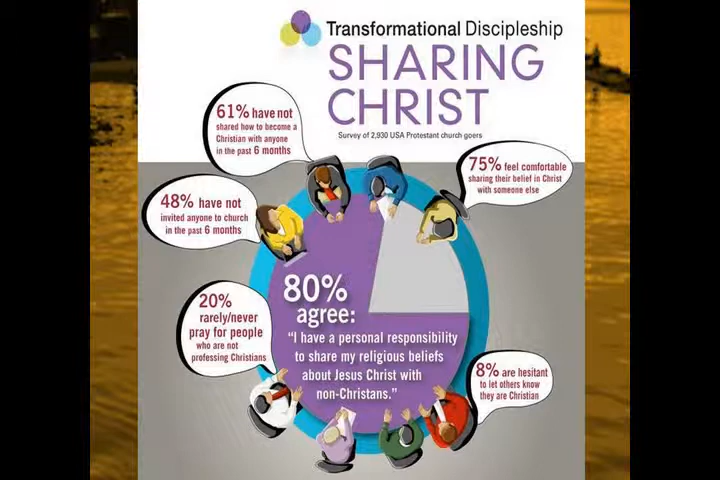 Transformational Discipleship
SHARING
CHRIST
Survey of 2,930 USA Protestant church goers
61% have not
shared how to become a
Christian with anyone
in the past 6 months
75% feel comfortable
sharing their belief in Christ
with someone else
48% have not
invited anyone to church
in the past 6 months
80%
agree:
"I have a personal responsibility
to share my religious beliefs
about Jesus Christ with
non-Christans."
20%
rarely/never
pray for people
who are not
professing Christians
8% are hesitant
to let others know
they are Christian